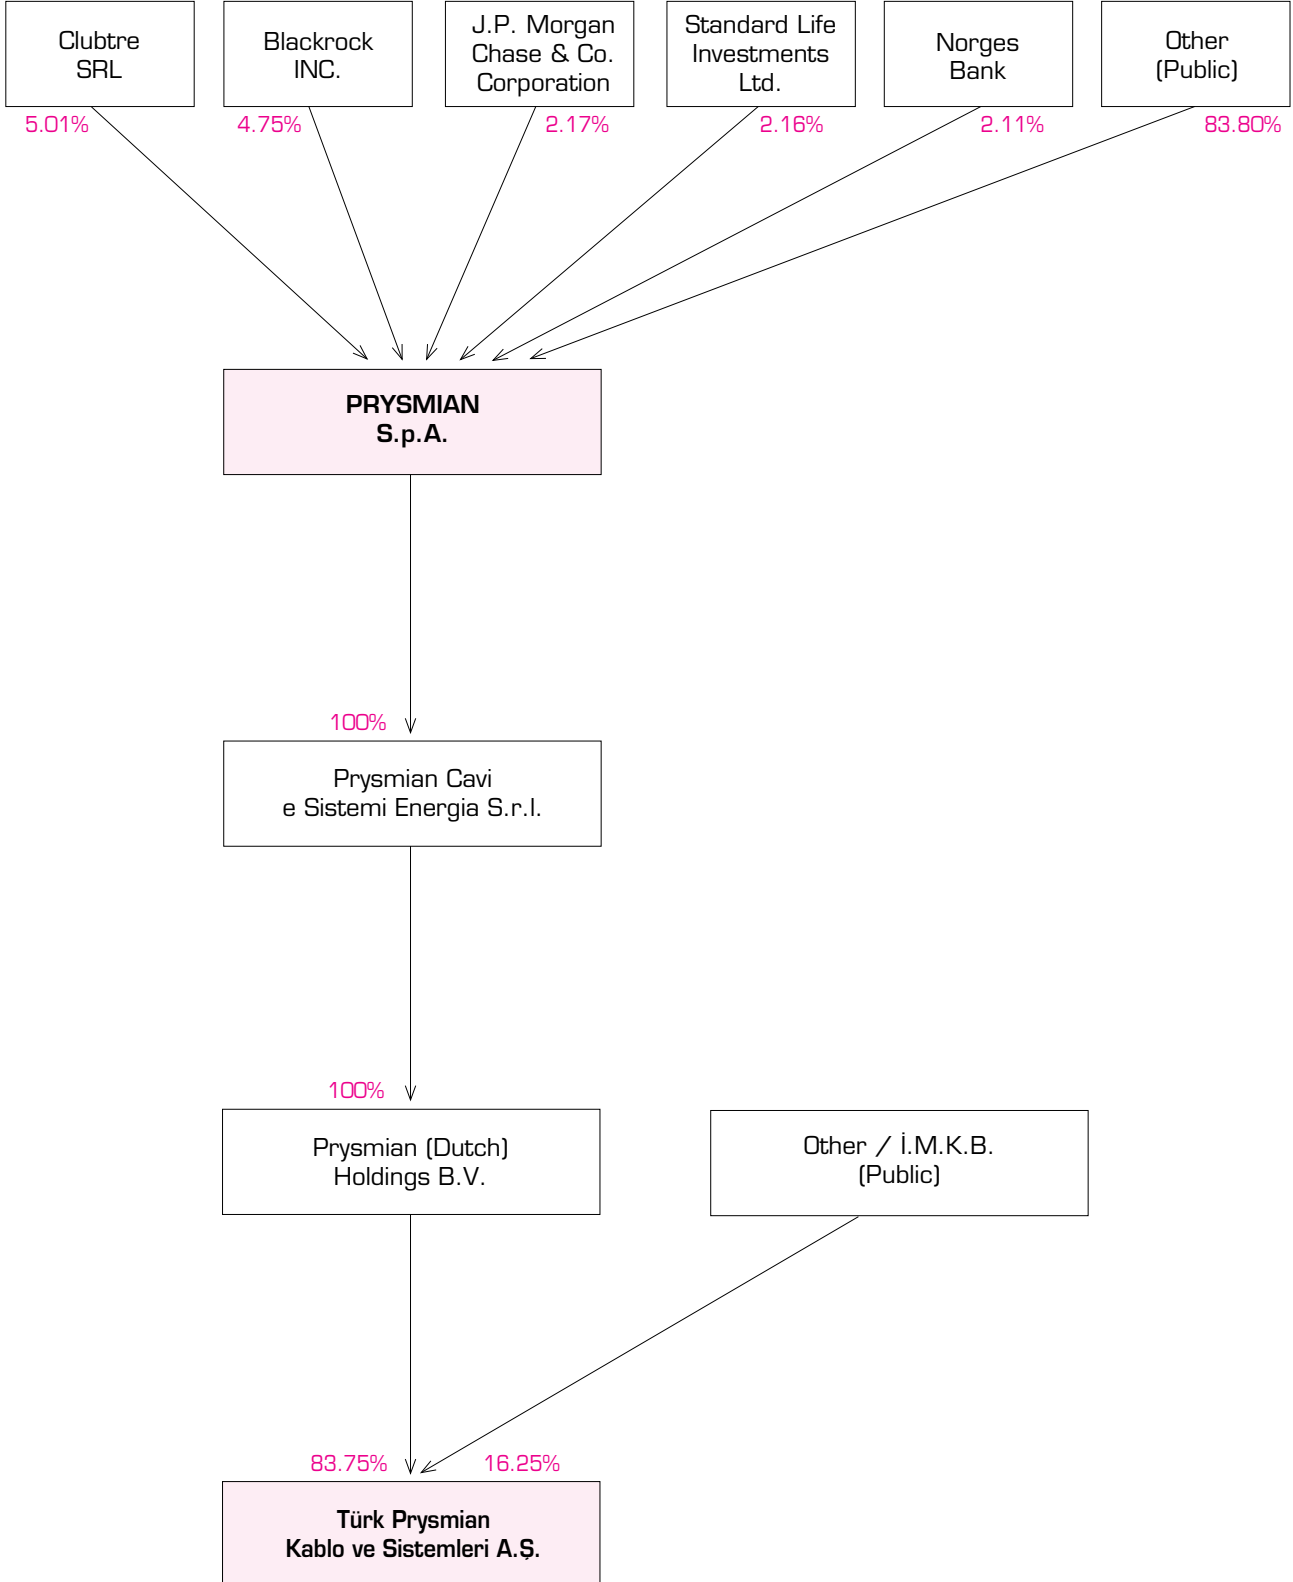 Clubtre
SRL
Blackrock
INC.
J.P. Morgan
Chase & Co.
Corporation
Standard Life
Investments
Ltd.
Norges
Bank
Other
(Public)
5.01%
4.75%
2.17%
2.16%
2.11%
83.80%
PRYSMIAN
S.p.A.
100%
Prysmian Cavi
e Sistemi Energia S.r.l.
100%
Prysmian (Dutch)
Holdings B.V.
Other / İ.M.K.B.
(Public)
83.75%
16.25%
Türk Prysmian
Kablo ve Sistemleri A.Ş.